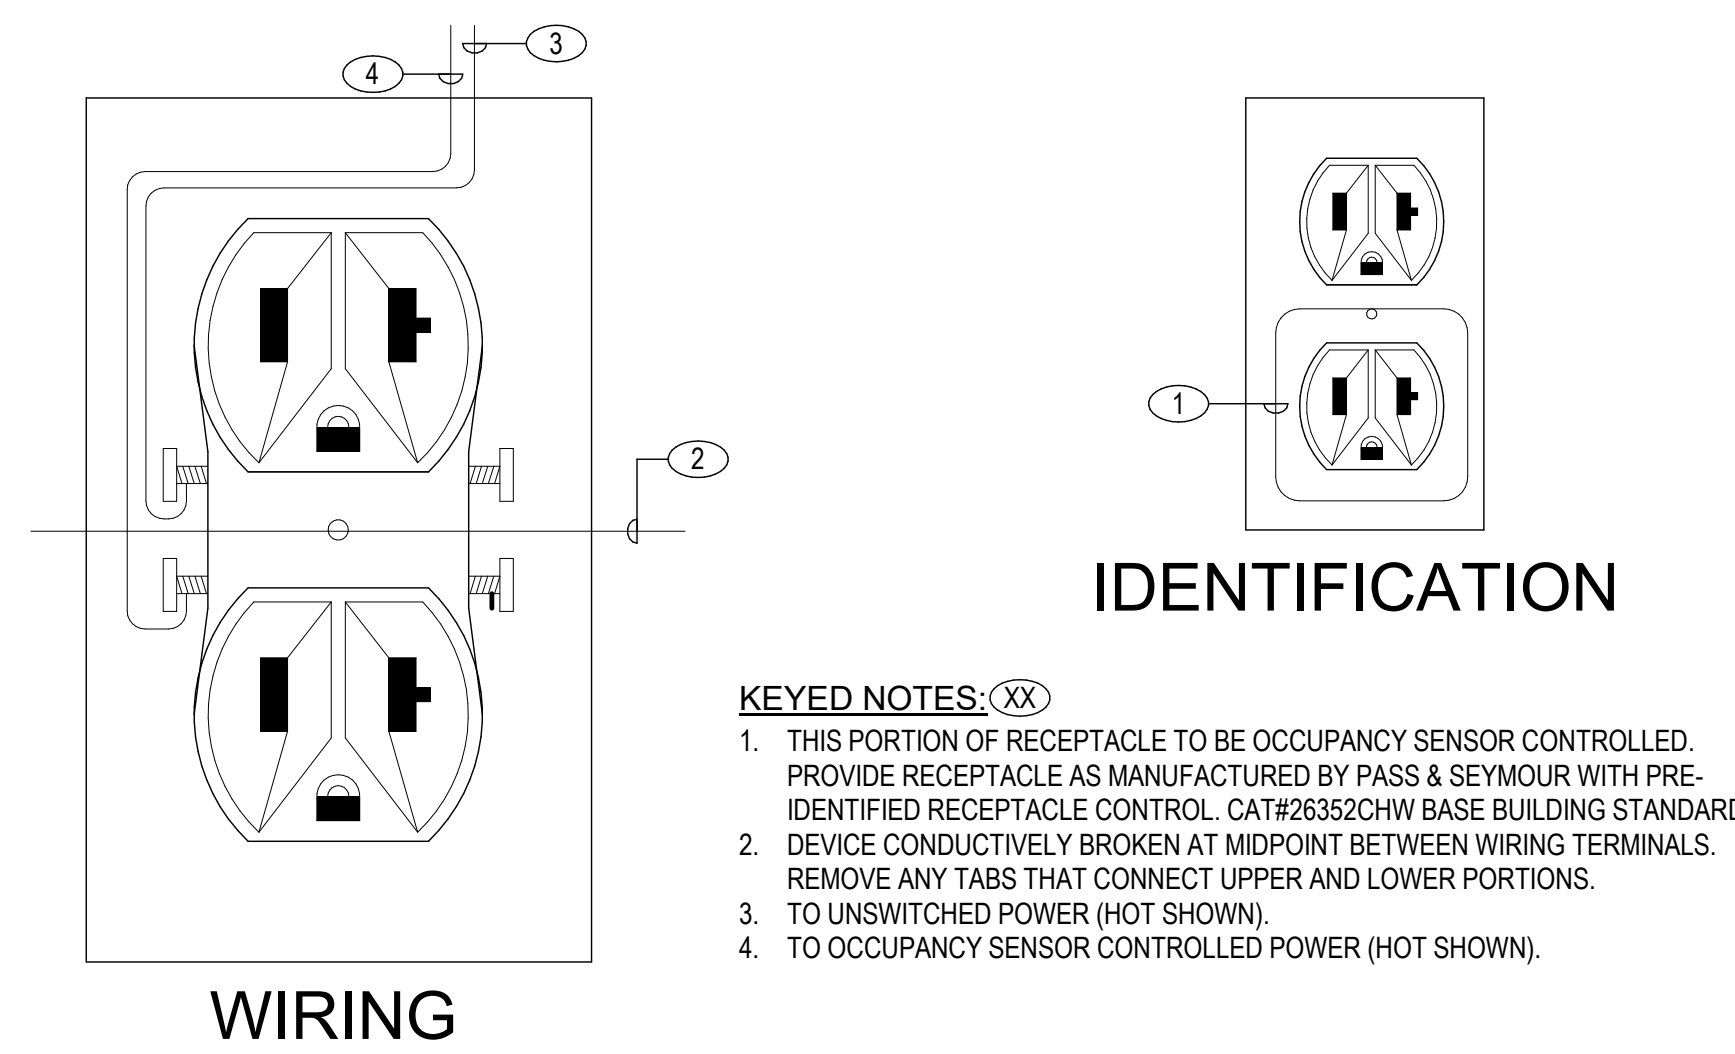 3
4
2
1
IDENTIFICATION
KEYED NOTES: XX
1. THIS PORTION OF RECEPTACLE TO BE OCCUPANCY SENSOR CONTROLLED.
PROVIDE RECEPTACLE AS MANUFACTURED BY PASS & SEYMOUR WITH PRE-
IDENTIFIED RECEPTACLE CONTROL. CAT#26352CHW BASE BUILDING STANDARD
2. DEVICE CONDUCTIVELY BROKEN AT MIDPOINT BETWEEN WIRING TERMINALS.
REMOVE ANY TABS THAT CONNECT UPPER AND LOWER PORTIONS.
3. TO UNSWITCHED POWER (HOT SHOWN).
4. TO OCCUPANCY SENSOR CONTROLLED POWER (HOT SHOWN).
WIRING